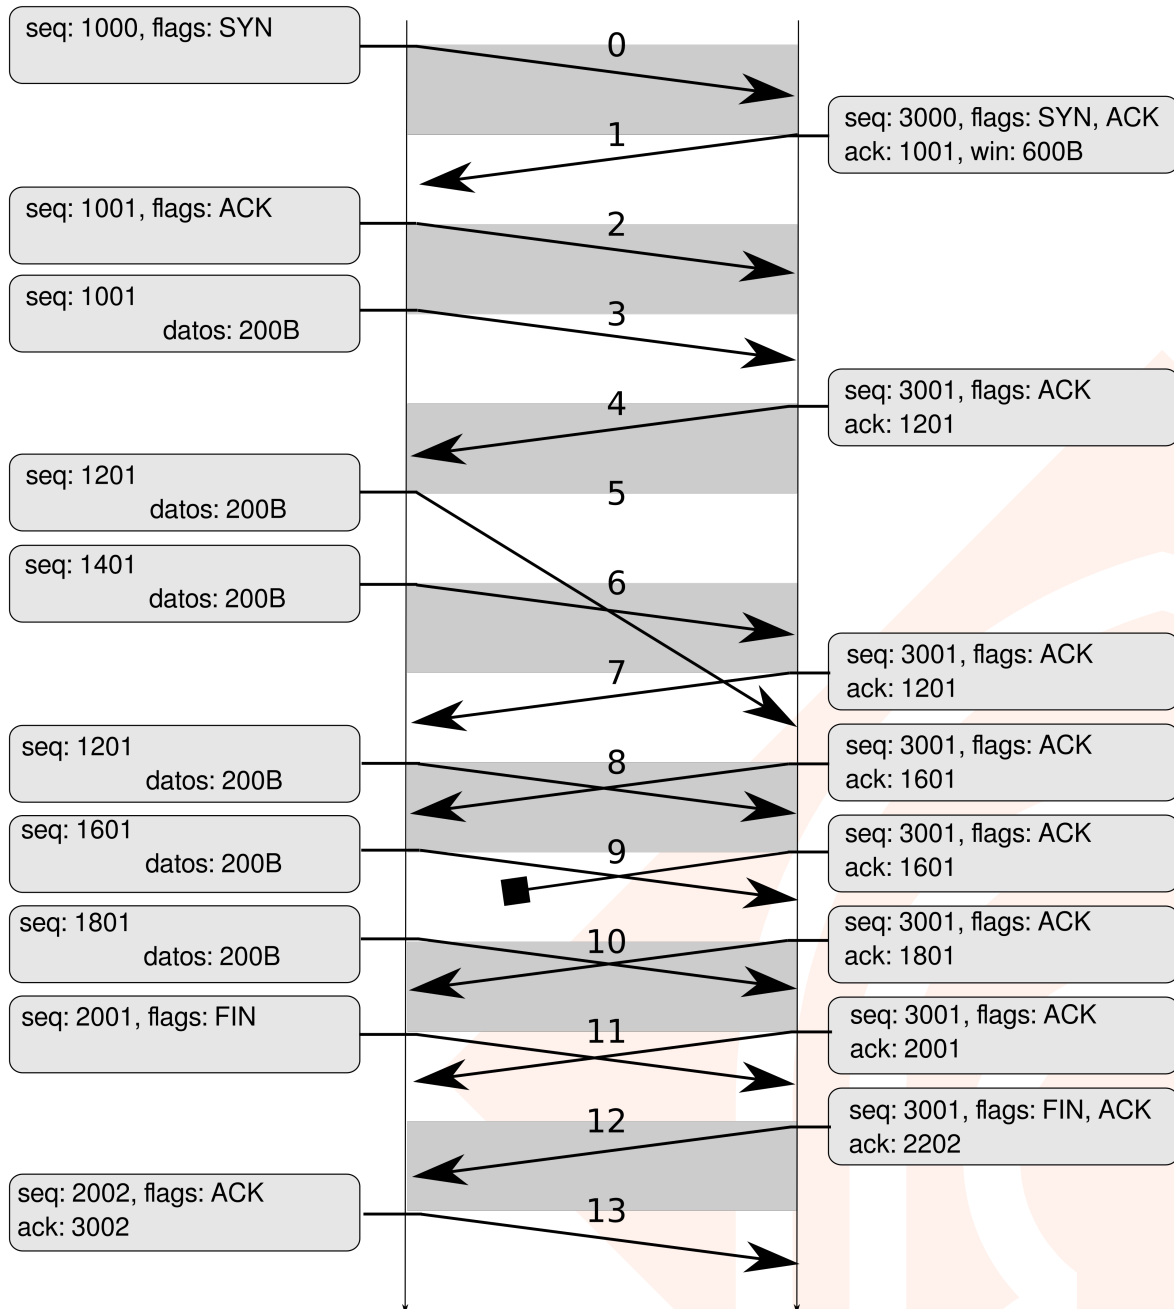 seq: 1000, flags: SYN
0
seq: 3000, flags: SYN, ACK
ack: 1001, win: 600B
1
seq: 1001, flags: ACK
2
seq: 1001
datos: 200B
3
seq: 3001, flags: ACK
ack: 1201
4
seq: 1201
datos: 200B
5
seq: 1401
datos: 200B
6
seq: 3001, flags: ACK
ack: 1201
7
seq: 1201
datos: 200B
8
seq: 3001, flags: ACK
ack: 1601
seq: 1601
datos: 200B
9
seq: 3001, flags: ACK
ack: 1601
seq: 1801
datos: 200B
10
seq: 3001, flags: ACK
ack: 1801
seq: 2001, flags: FIN
11
seq: 3001, flags: ACK
ack: 2001
12
seq: 3001, flags: FIN, ACK
ack: 2202
seq: 2002, flags: ACK
ack: 3002
13